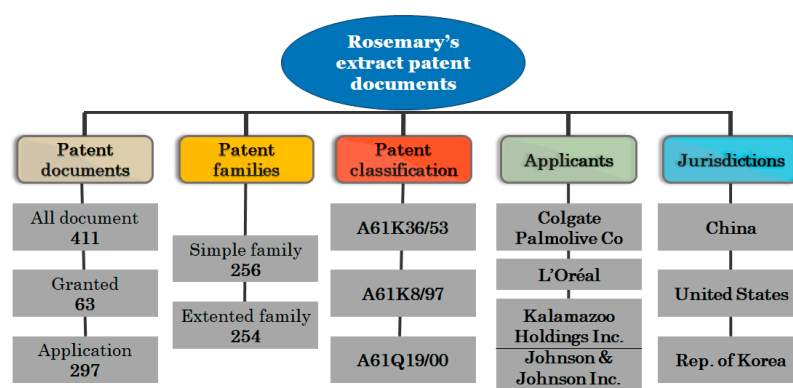 Rosemary's
extract patent
documents
Patent
documents
Patent
families
Patent
classification
Applicants
Jurisdictions
All document
411
Granted
63
Application
297
Simple family
256
Extented family
254
A61K36/53
A61K8/97
A61Q19/00
Colgate
Palmolive Co
L'Oréal
Kalamazoo
Holdings Inc.
Johnson &
Johnson Inc.
China
United States
Rep. of Korea